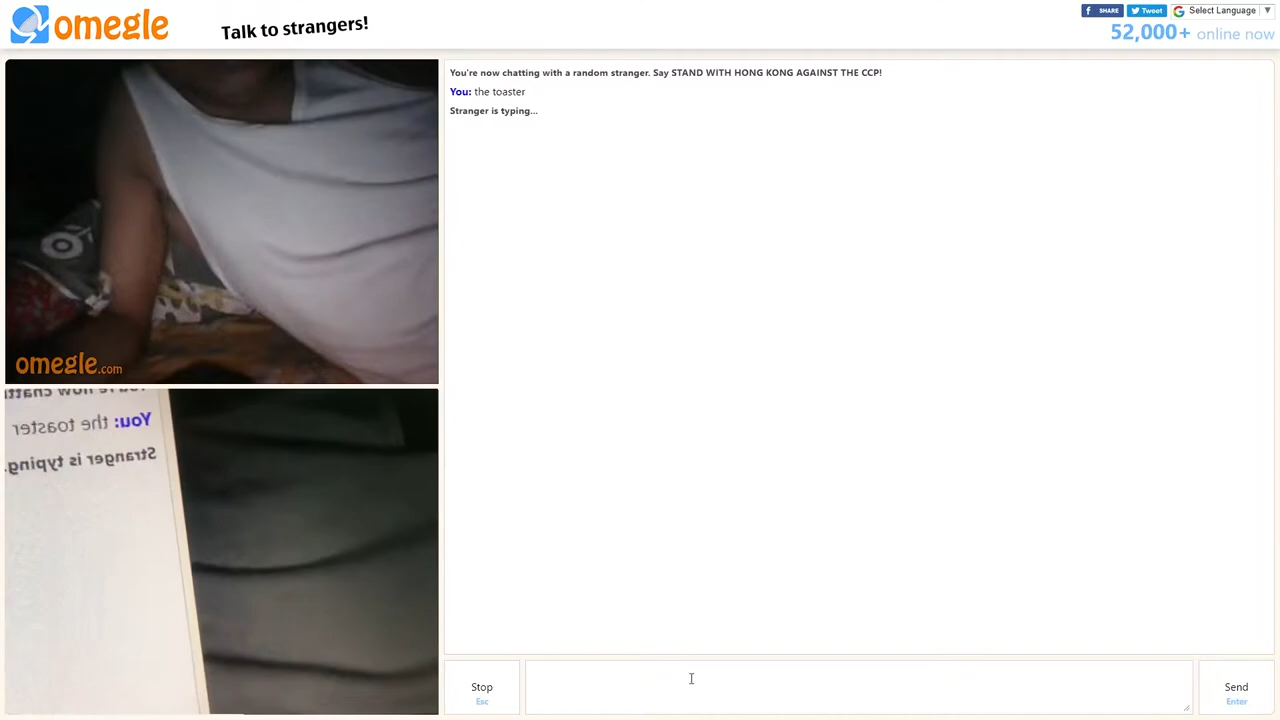 omegle
Talk to strangers!
f SHARE
Tweet
G Select Language ▼
52,000+ online now
You're now chatting with a random stranger. Say STAND WITH HONG KONG AGAINST THE CCP!
You: the toaster
Stranger is typing...
omegle.com
You: the toaster
Stranger is typing.
Stop
Esc
Send
Enter